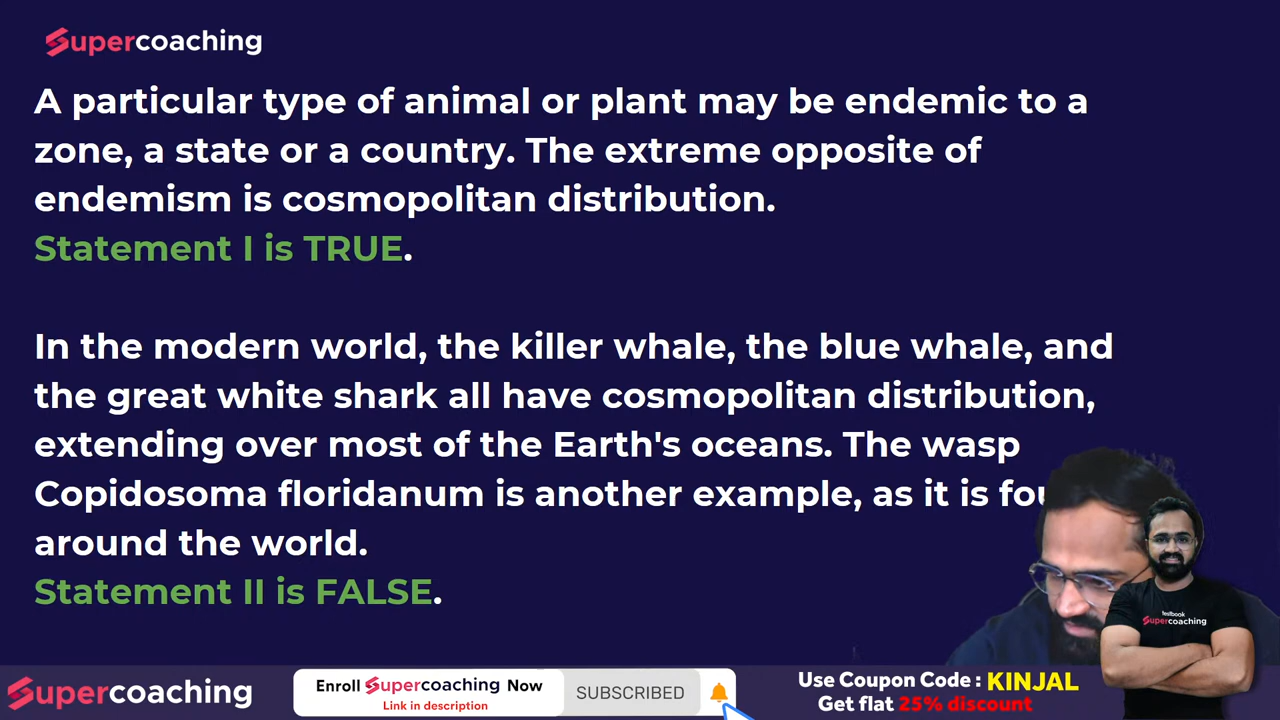 Supercoaching
A particular type of animal or plant may be endemic to a
zone, a state or a country. The extreme opposite of
endemism is cosmopolitan distribution.
Statement I is TRUE.
In the modern world, the killer whale, the blue whale, and
the great white shark all have cosmopolitan distribution,
extending over most of the Earth's oceans. The wasp
Copidosoma floridanum is another example, as it is
around the world.
Statement II is FALSE.
testbook
Supercoaching
Supercoaching
Enroll Supercoaching Now
Link in description
SUBSCRIBED
Use Coupon Code : KINJAL
Get flat 25% discount